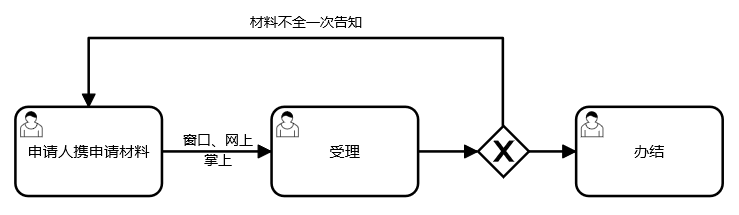 材料不全一次告知
申请人携申请材料
窗口、网上
掌上
受理
X
办结